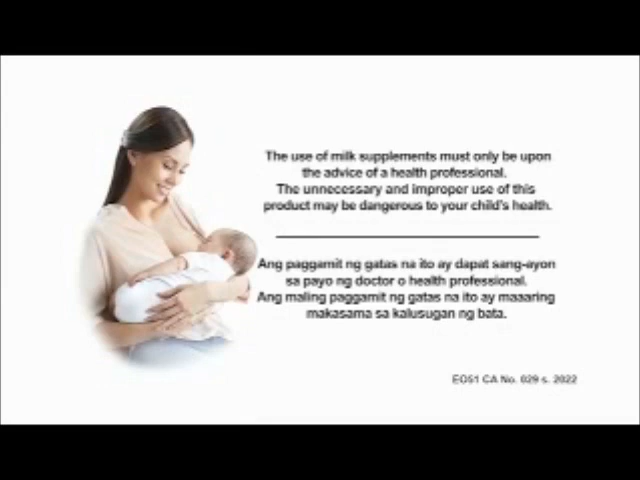 The use of milk supplements must only be upon
the advice of a health professional.
The unnecessary and improper use of this
product may be dangerous to your child's health.
Ang paggamit ng gatas na ito ay dapat sang-ayon
sa payo ng doctor o health professional.
Ang maling paggamit ng gatas na ito ay maaaring
makasama sa kalusugan ng bata.
EO51 CA No. 029 s. 2022